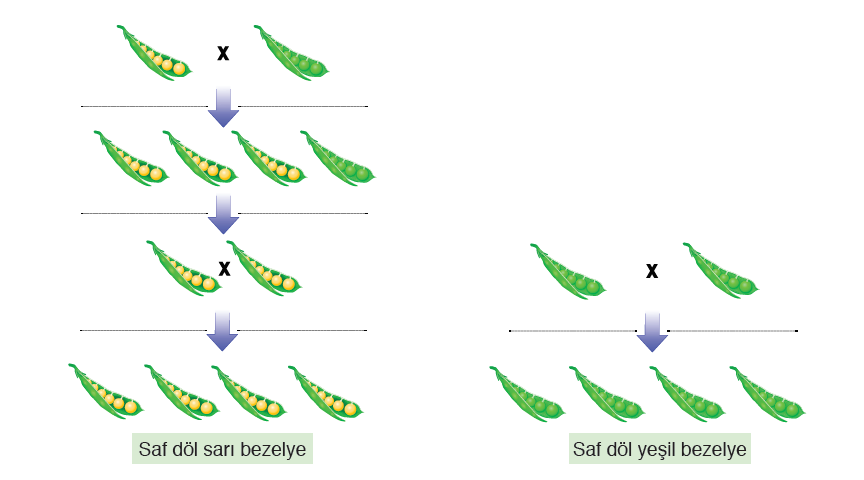 X
X
X
Saf döl sarı bezelye
Saf döl yeşil bezelye